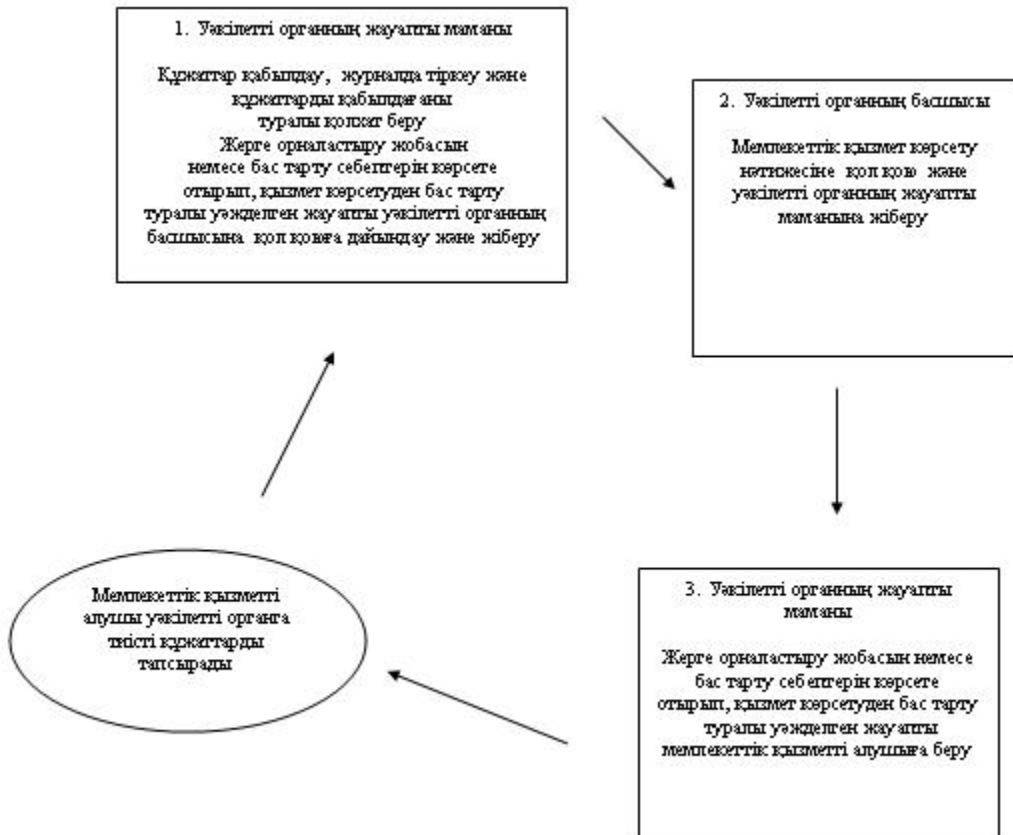 1. Уәкілетті органның жауапты маманы
Құжаттар қабылдау, журналда тіркеу және
құжаттарды қабылдағаны
туралы қолхат беру
Жерге орналастыру жобасын
немесе бас тарту себептерін көрсете
отырып, қызмет көрсетуден бас тарту
туралы уәжделген жауапты уәкілетті органның
басшысына қол қоюға дайындау және жіберу
2. Уәкілетті органның басшысы
Мемлекеттік қызмет көрсету
нәтижесіне қол қою және
уәкілетті органның жауапты
маманына жіберу
Мемлекеттік қызметті
алушы уәкілетті органга
тиісті құжаттарды
тапсырады
3. Уәкілетті органның жауапты
маманы
Жерге орналастыру жобасын немесе
бас тарту себептерін көрсете
отырып, қызмет көрсетуден бас тарту
туралы уәжделген жауапты
мемлекеттік қызметті алушыға беру